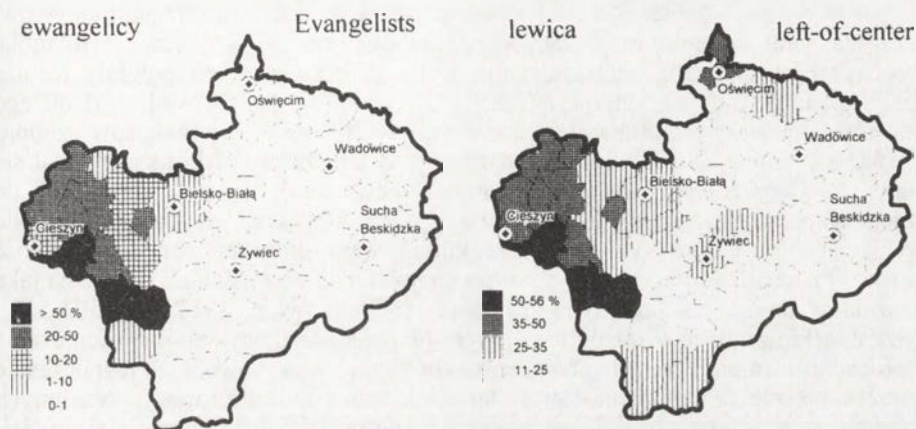 ewangelicy Evangelists
Oświęcim
Wadowice
Bielsko-Biała
Cieszyn
Sucha
Beskidzka
Żywiec
> 50 %
20-50
10-20
1-10
0-1
lewica left-of-center
Oświęcim
Wadowice
Bielsko-Białą
Cieszyn
Sucha
Beskidzka
Żywiec
50-56 %
35-50
25-35
11-25